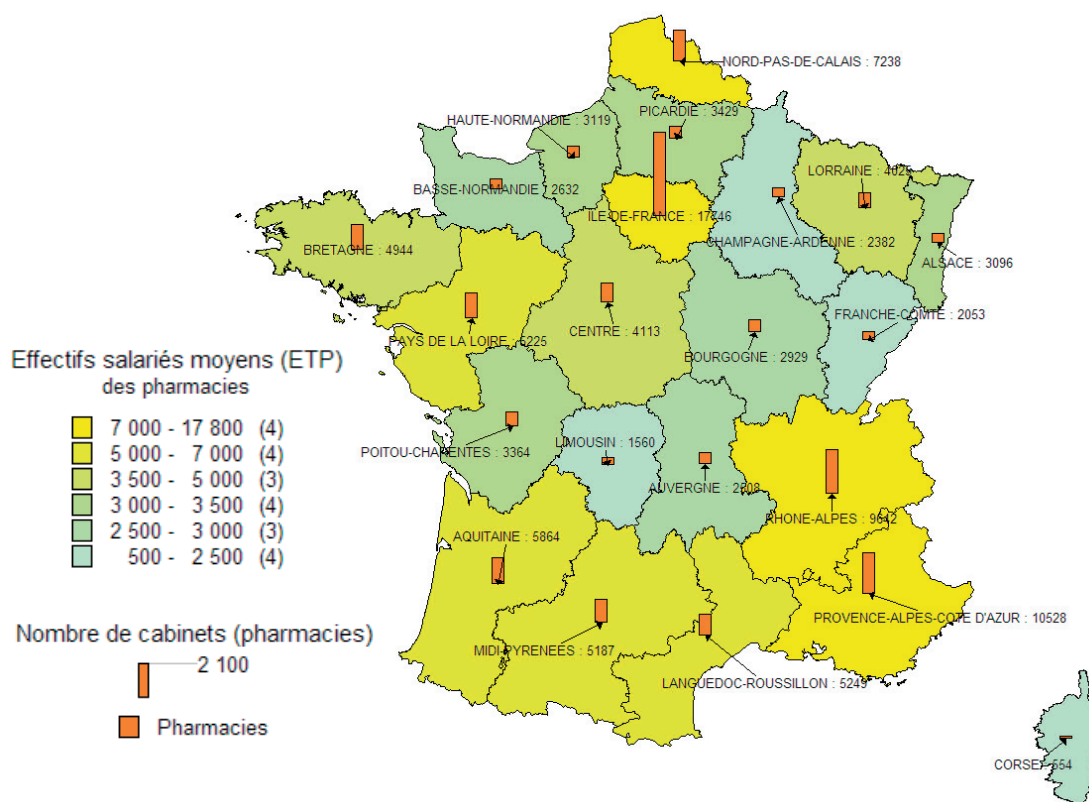 NORD-PAS-DE-CALAIS : 7238
PICARDIE : 3429
HAUTE-NORMANDIE : 3119
LORRAINE : 4025
BASSE-NORMANDIE : 2632
ILE-DE-FRANCE :
CHAMPAGNE-ARDENNE : 2382
BRETAGNE : 4944
ALSACE : 3096
FRANCHE-COMTE : 2053
CENTRE : 4113
PAYS DE LA LOIRE :
BOURGOGNE : 2929
Effectifs salariés moyens (ETP)
des pharmacies
7 000 - 17 800 (4)
5 000 - 7 000 (4)
3 500 - 5 000 (3)
3 000 - 3 500 (4)
2 500 - 3 000 (3)
500 - 2 500 (4)
LIMOUSIN : 1560
POITOU-CHARENTES : 3364
AUVERGNE :
RHONE-ALPES : 9642
AQUITAINE : 5864
PROVENCE-ALPES-COTE D'AZUR : 10528
Nombre de cabinets (pharmacies)
2 100
Pharmacies
MIDI-PYRENEES : 5187
LANGUEDOC-ROUSSILLON : 5249
CORSE : 554